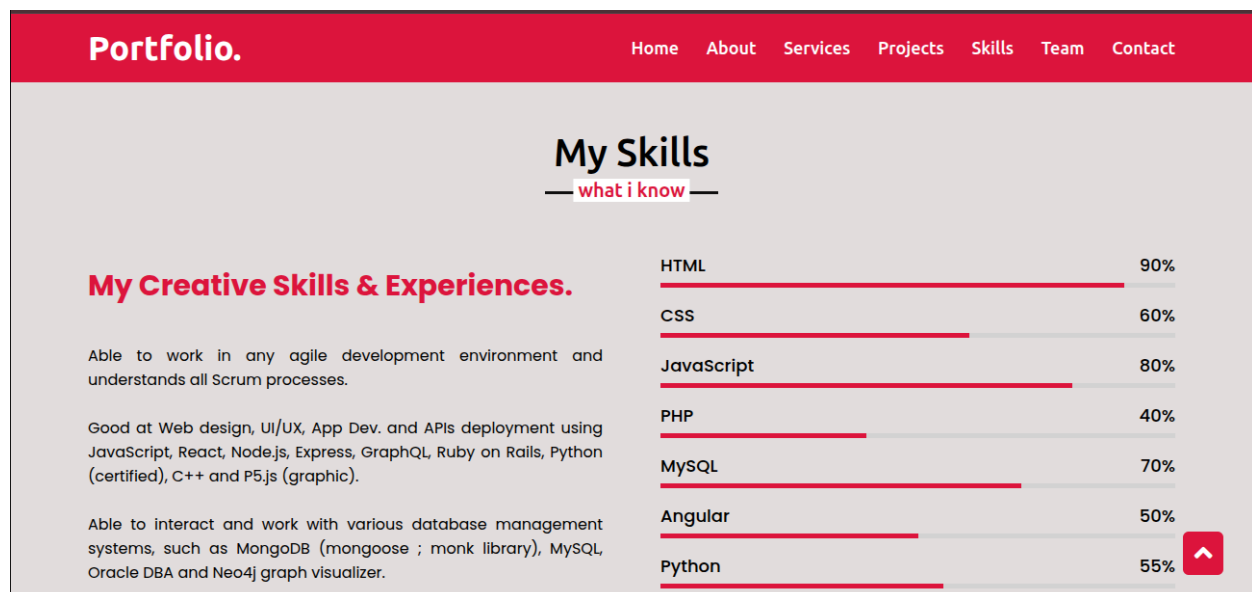 Portfolio.
Home About Services Projects Skills Team Contact
My Skills
what i know
My Creative Skills & Experiences.
Able to work in any agile development environment and
understands all Scrum processes.
Good at Web design, UI/UX, App Dev. and APIs deployment using
JavaScript, React, Node.js, Express, GraphQL, Ruby on Rails, Python
(certified), C++ and P5.js (graphic).
Able to interact and work with various database management
systems, such as MongoDB (mongoose ; monk library), MySQL,
Oracle DBA and Neo4j graph visualizer.
HTML 90%
CSS 60%
JavaScript 80%
PHP 40%
MySQL 70%
Angular 50%
Python 55%